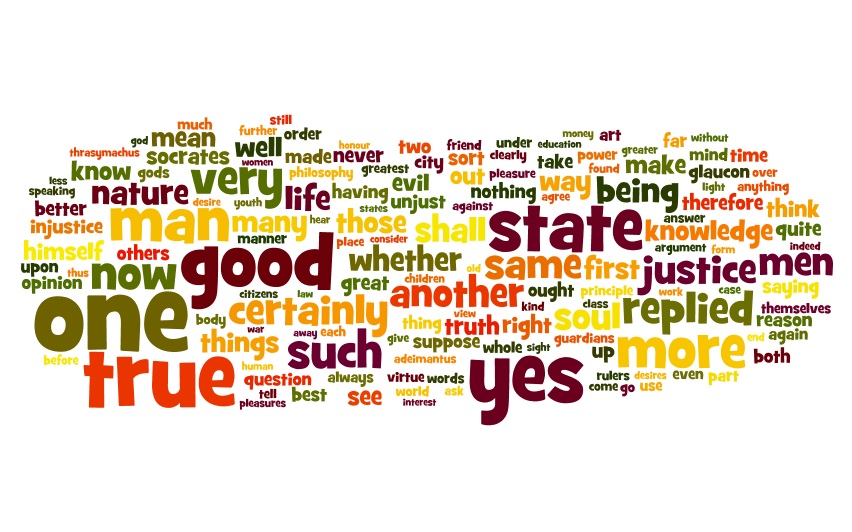 still
much
further
order
god
mean
well
honour
two
friend
under
education
money
art
far
without
thrasymachus
socrates
women
made
never
city
sort
clearly
take
power
greater
make
mind
time
know
gods
very
philosophy
greatest
out
pleasure
found
glaucon
over
less
speaking
nature
desire
youth
life
having
evil
unjust
nothing
way
agree
being
light
anything
better
man
many
hear
states
those
against
shall
state
answer
therefore
think
injustice
manner
place
consider
knowledge
quite
himself
others
good
whether
old
same
first
argument
form
indeed
upon
thus
now
opinion
great
children
another
ought
principle
work
justice
men
case
saying
citizens
law
kind
class
replied
themselves
one
body
certainly
view
thing
truth
right
soul
reason
war
away
each
give
suppose
whole
sight
guardians
up
more
end
again
before
things
such
adeimantus
yes
both
true
human
question
always
virtue
words
rulers
desires
even
part
tell
best
see
world
ask
come
go
use
pleasures
interest